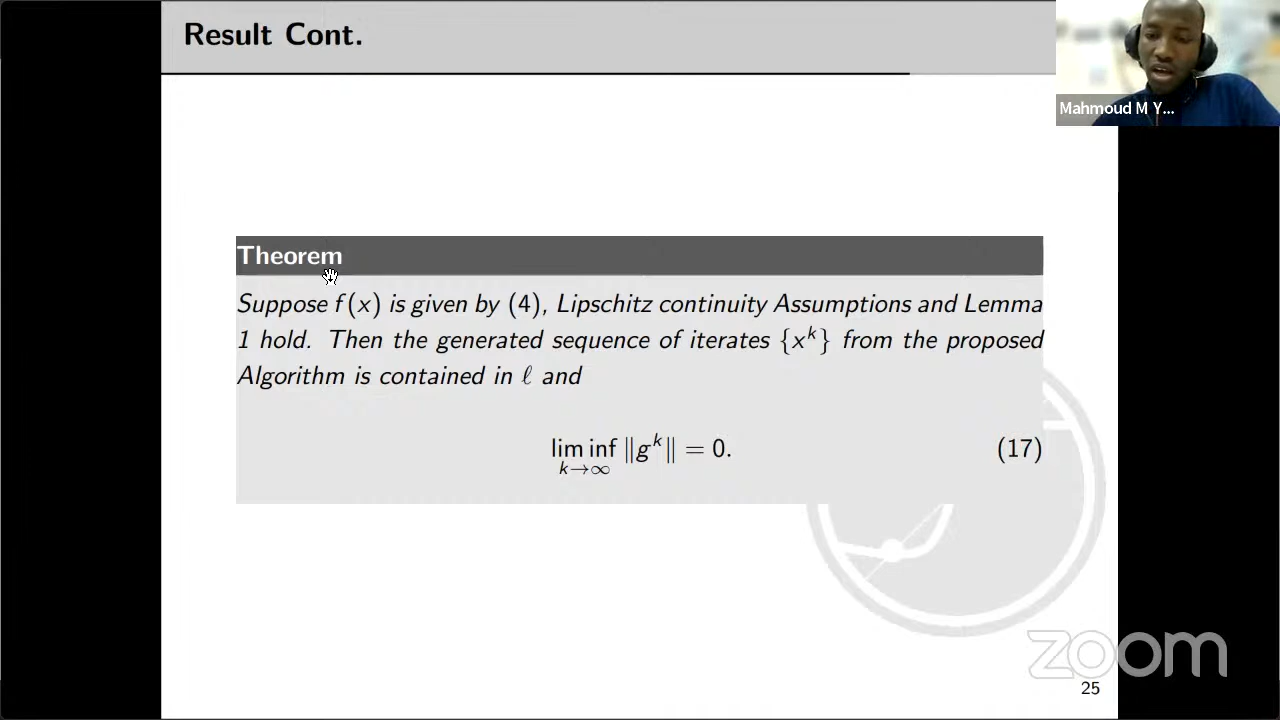 Result Cont.
Mahmoud M Y...
Theorem
Suppose f(x) is given by (4), Lipschitz continuity Assumptions and Lemma
1 hold. Then the generated sequence of iterates {x^k} from the proposed
Algorithm is contained in ℓ and
lim inf ‖g^k‖ = 0. (17)
k→∞
zoom
25